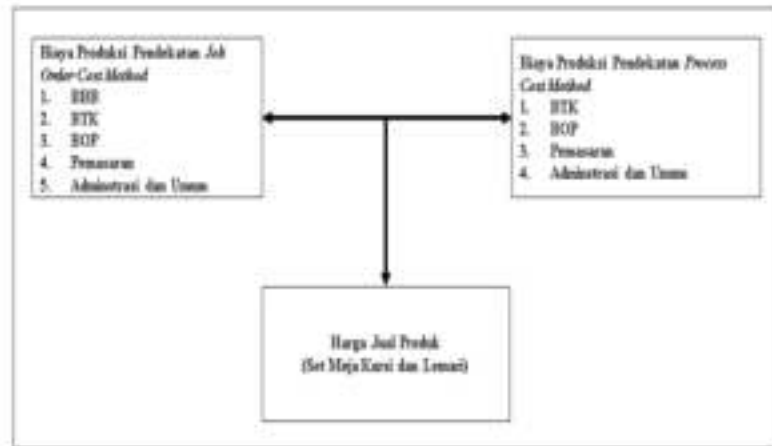 Biaya Produksi Pendekatan Job
Order Cost Method
1. BBB
2. BTK
3. BOP
4. Pemasaran
5. Adminstrasi dan Umum
Biaya Produksi Pendekatan Process
Cost Method
1. BTK
2. BOP
3. Pemasaran
4. Adminstrasi dan Umum
Harga Jual Produk
(Set Meja Kursi dan Lemari)